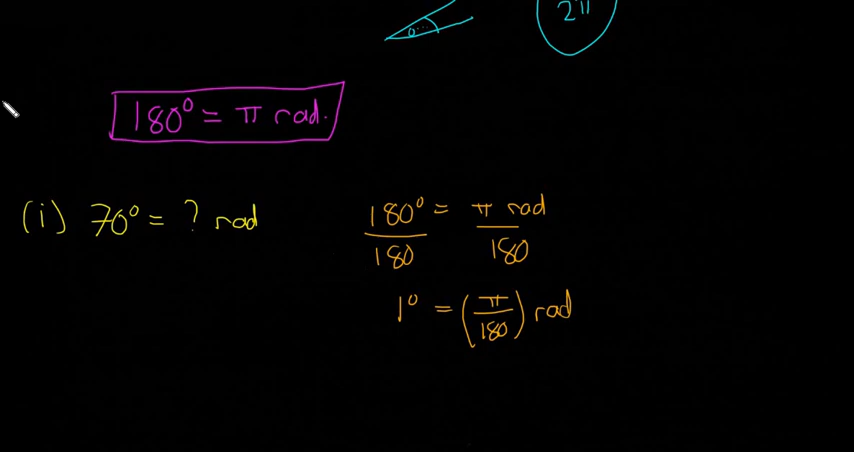 θ
2π
180° = π rad.
(i) 70° = ? rad
180° = π rad
180 180
1° = (π/180) rad